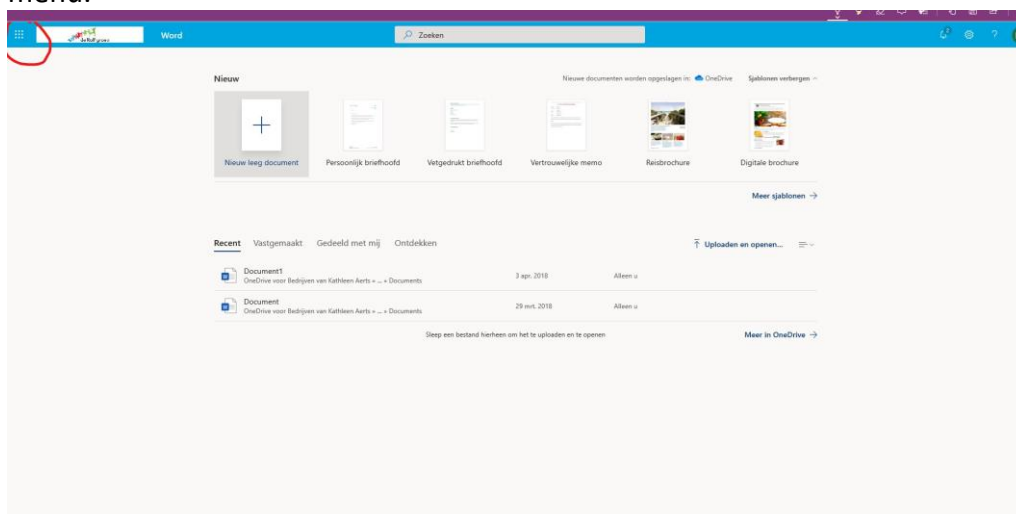 menu.
Word
Zoeken
?
Nieuw
Nieuwe documenten worden opgeslagen in: OneDrive
Sjablonen verbergen
Nieuw leeg document
Persoonlijk briefhoofd
Vetgedrukt briefhoofd
Vertrouwelijke memo
Reisbrochure
Digitale brochure
Meer sjablonen →
Recent Vastgemaakt Gedeeld met mij Ontdekken
Uploaden en openen...
Document1
OneDrive voor Bedrijven van Kathleen Aerts » ... » Documents
3 apr. 2018
Alleen u
Document
OneDrive voor Bedrijven van Kathleen Aerts » ... » Documents
29 mrt. 2018
Alleen u
Sleep een bestand hierheen om het te uploaden en te openen
Meer in OneDrive →